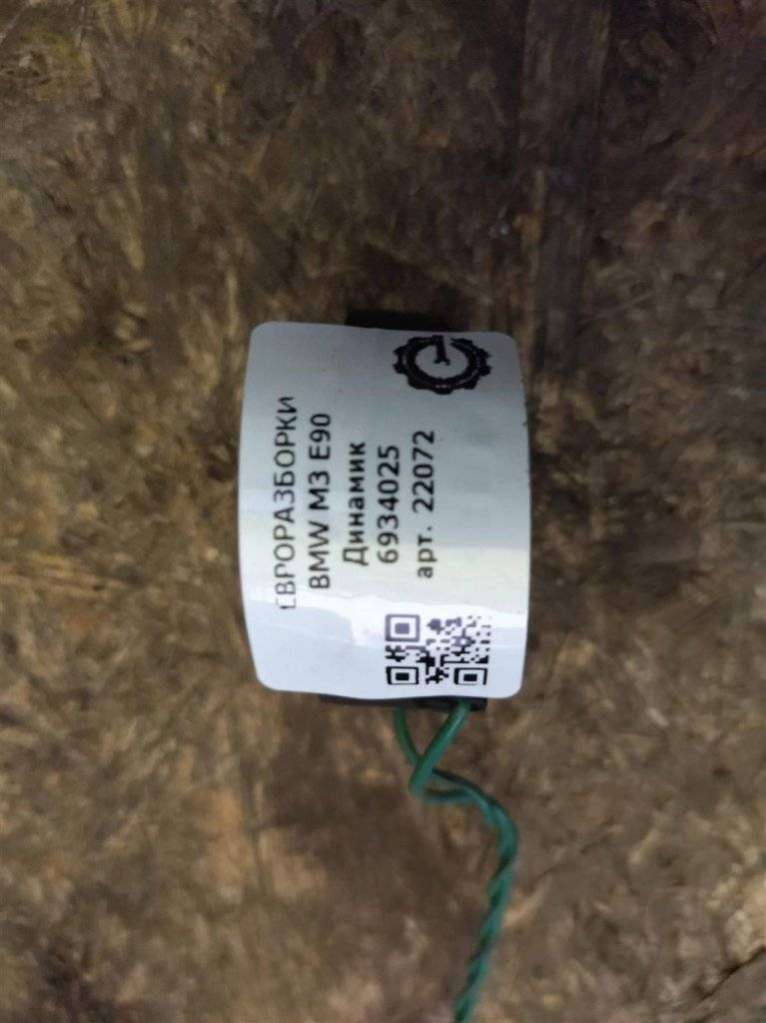 ЕВРОРАЗБОРКИ
BMW M3 E90
Динамик
6934025
арт. 22072